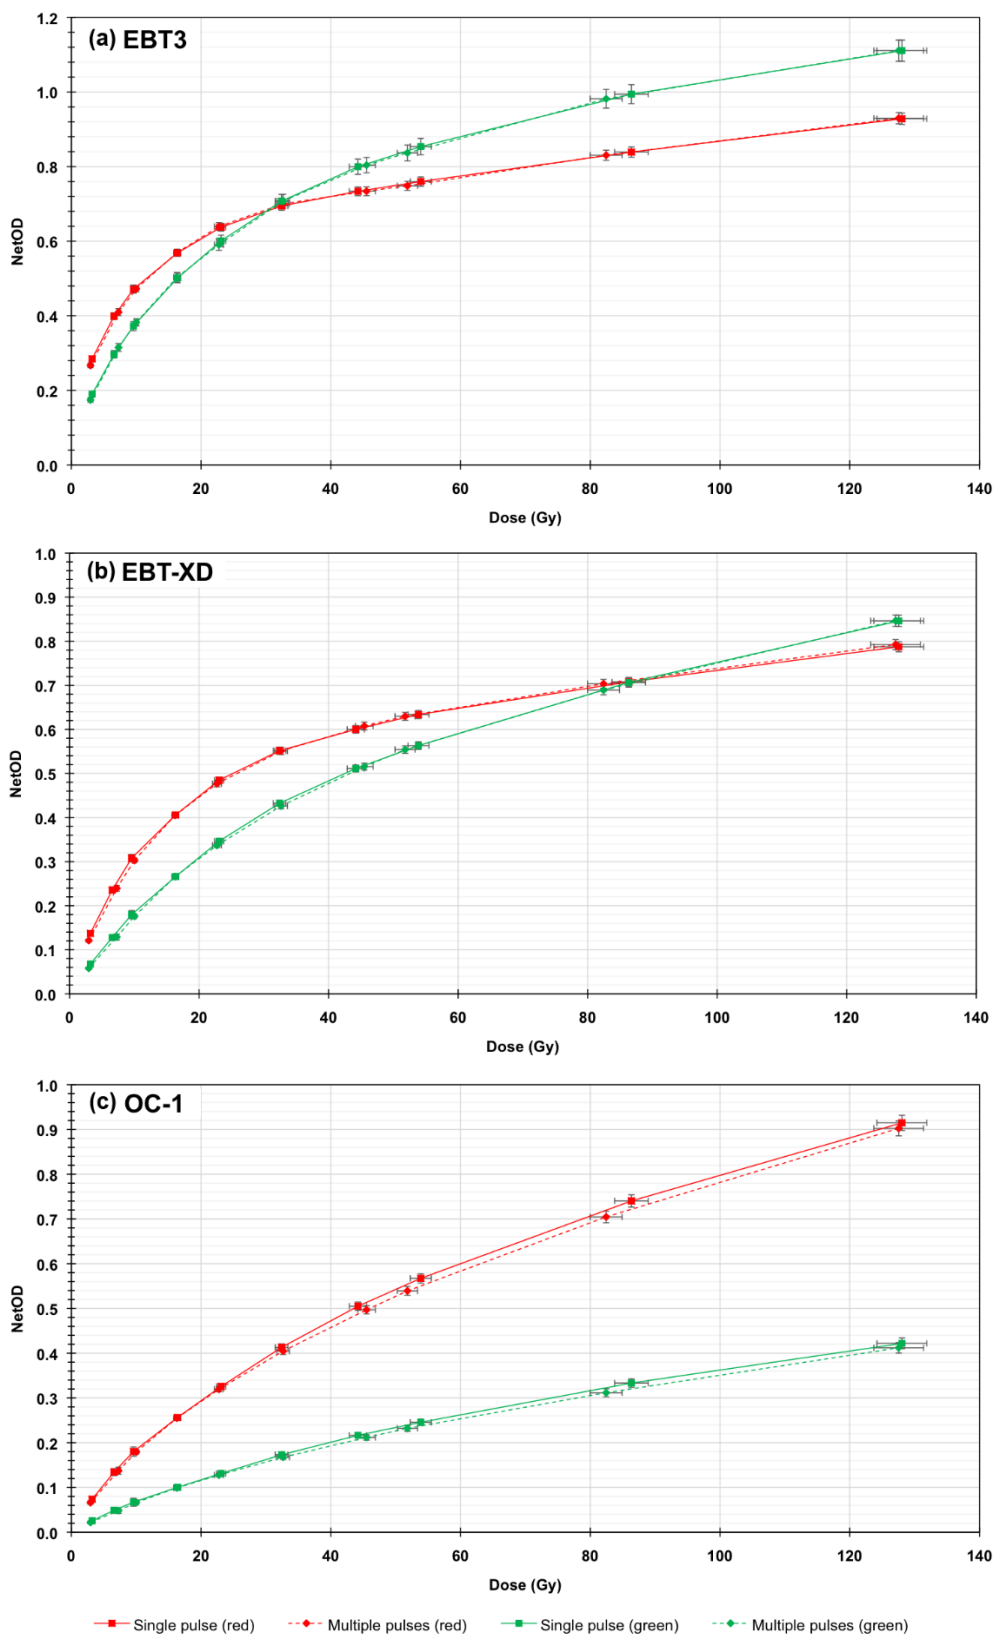 (a) EBT3
1.2
1.0
0.8
0.6
0.4
0.2
0.0
NetOD
0 20 40 60 80 100 120 140
Dose (Gy)
(b) EBT-XD
1.0
0.9
0.8
0.7
0.6
0.5
0.4
0.3
0.2
0.1
0.0
NetOD
0 20 40 60 80 100 120 140
Dose (Gy)
(c) OC-1
1.0
0.9
0.8
0.7
0.6
0.5
0.4
0.3
0.2
0.1
0.0
NetOD
0 20 40 60 80 100 120 140
Dose (Gy)
Single pulse (red) Multiple pulses (red) Single pulse (green) Multiple pulses (green)